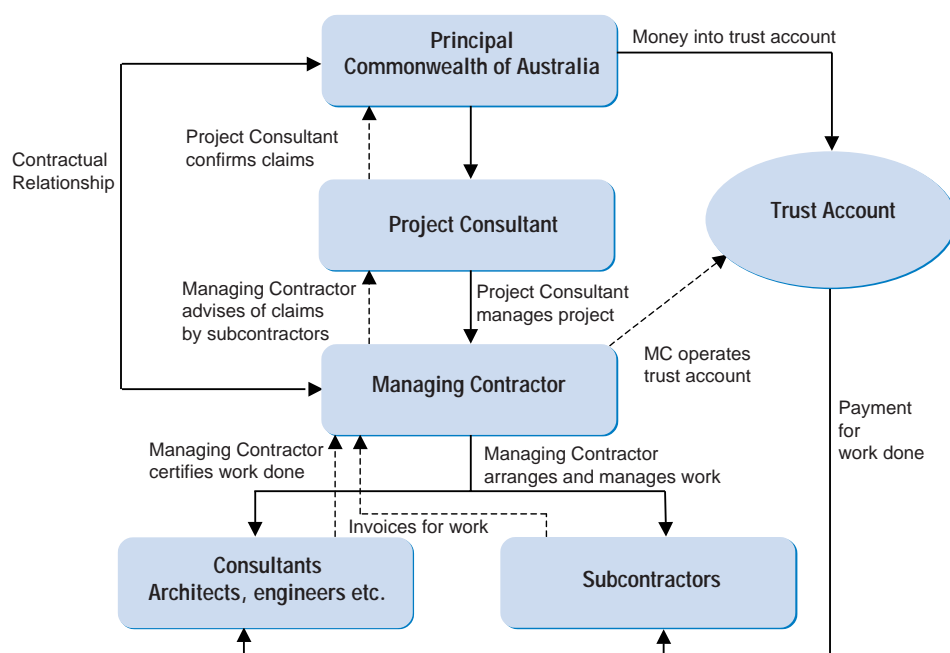 Principal
Commonwealth of Australia
Money into trust account
Project Consultant
confirms claims
Contractual
Relationship
Project Consultant
Trust Account
Managing Contractor
advises of claims
by subcontractors
Project Consultant
manages project
MC operates
trust account
Managing Contractor
Payment
for
work done
Managing Contractor
certifies work done
Managing Contractor
arranges and manages work
Invoices for work
Consultants
Architects, engineers etc.
Subcontractors